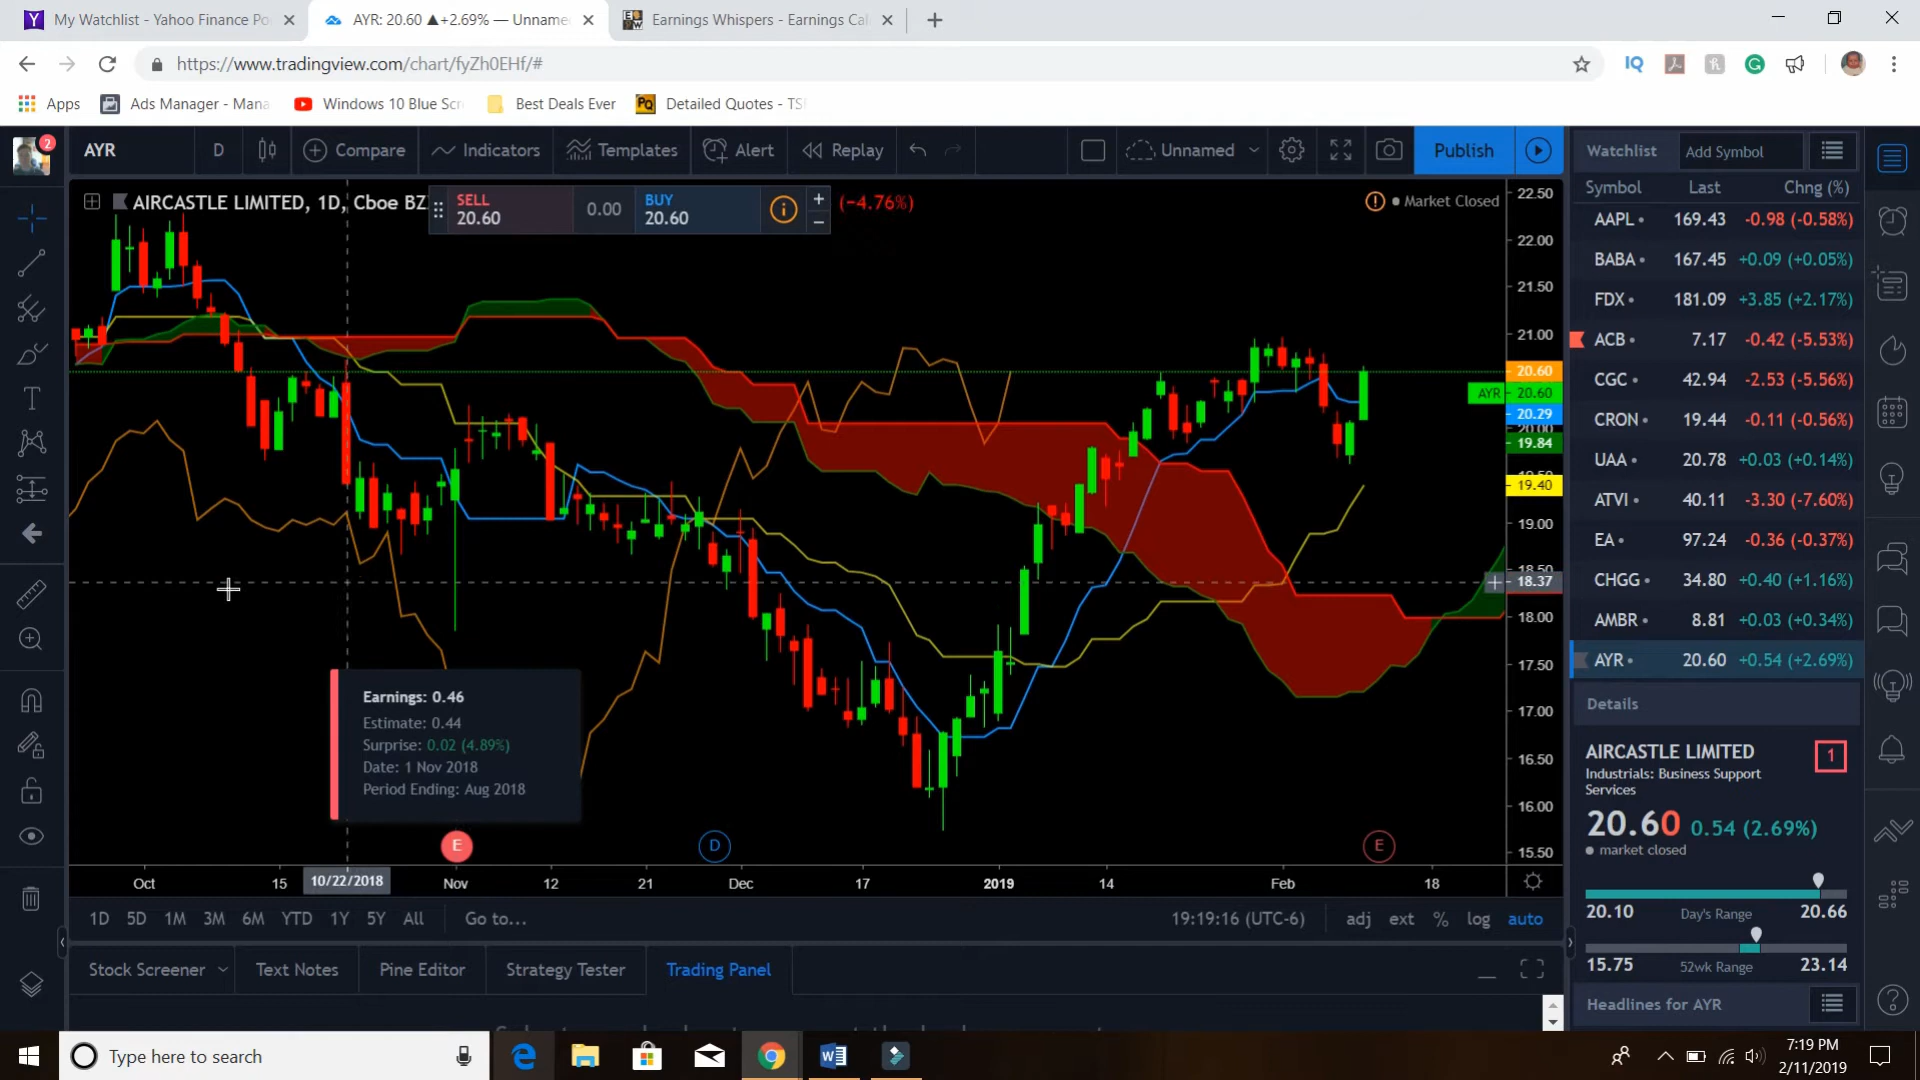 My Watchlist - Yahoo Finance Po
AYR: 20.60 ▲+2.69% — Unname
Earnings Whispers - Earnings Cal
https://www.tradingview.com/chart/fyZh0EHf/#
IQ
Apps
Ads Manager - Mana
Windows 10 Blue Scr
Best Deals Ever
PQ
Detailed Quotes - TS
2
AYR
D
Compare
Indicators
Templates
Alert
Replay
Unnamed
Publish
AIRCASTLE LIMITED, 1D, Cboe BZ
SELL
20.60
0.00
BUY
20.60
(−4.76%)
Market Closed
22.50
22.00
21.50
21.00
20.60
AYR 20.60
20.29
20.00
19.84
19.50
19.40
19.00
18.50
18.37
18.00
17.50
17.00
16.50
16.00
15.50
Earnings: 0.46
Estimate: 0.44
Surprise: 0.02 (4.89%)
Date: 1 Nov 2018
Period Ending: Aug 2018
E
D
E
Oct
15
10/22/2018
Nov
12
21
Dec
17
2019
14
Feb
18
1D 5D 1M 3M 6M YTD 1Y 5Y All
Go to...
19:19:16 (UTC-6)
adj ext % log auto
Stock Screener
Text Notes
Pine Editor
Strategy Tester
Trading Panel
Watchlist
Add Symbol
Symbol Last Chng (%)
AAPL 169.43 -0.98 (-0.58%)
BABA 167.45 +0.09 (+0.05%)
FDX 181.09 +3.85 (+2.17%)
ACB 7.17 -0.42 (-5.53%)
CGC 42.94 -2.53 (-5.56%)
CRON 19.44 -0.11 (-0.56%)
UAA 20.78 +0.03 (+0.14%)
ATVI 40.11 -3.30 (-7.60%)
EA 97.24 -0.36 (-0.37%)
CHGG 34.80 +0.40 (+1.16%)
AMBR 8.81 +0.03 (+0.34%)
AYR 20.60 +0.54 (+2.69%)
Details
AIRCASTLE LIMITED
1
Industrials: Business Support
Services
20.60 0.54 (2.69%)
market closed
20.10 Day's Range 20.66
15.75 52wk Range 23.14
Headlines for AYR
Type here to search
7:19 PM
2/11/2019